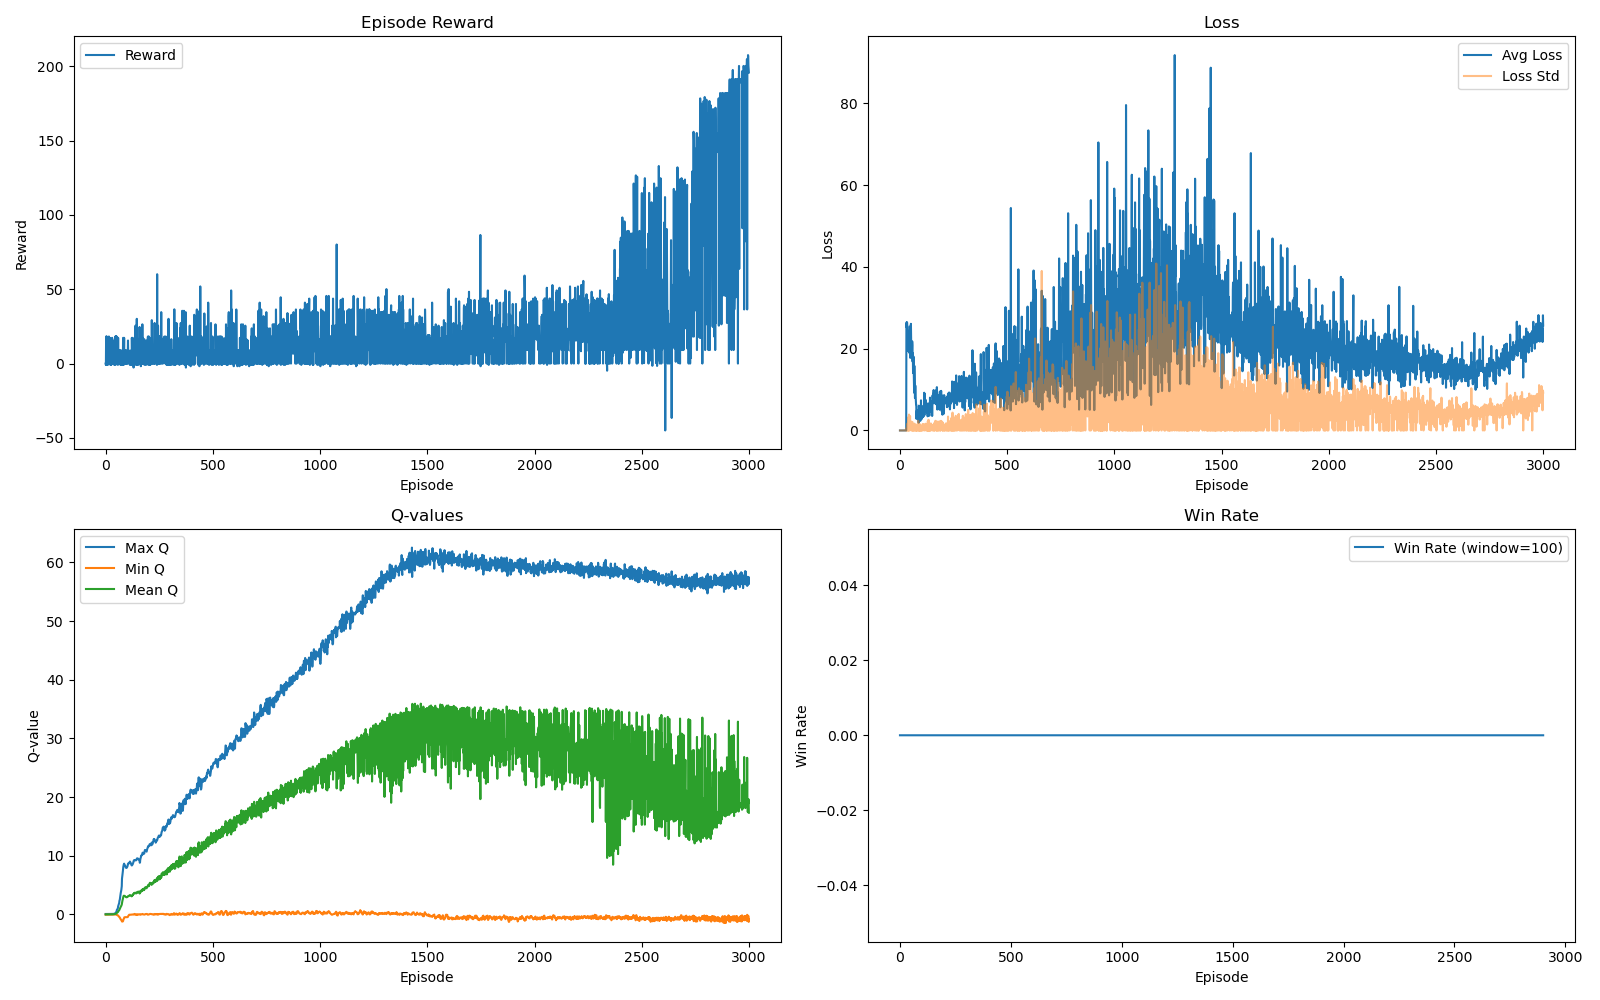 Episode Reward
Reward
200
150
100
50
0
−50
Reward
0 500 1000 1500 2000 2500 3000
Episode
Loss
Avg Loss
Loss Std
80
60
40
20
0
Loss
0 500 1000 1500 2000 2500 3000
Episode
Q-values
Max Q
Min Q
Mean Q
60
50
40
30
20
10
0
Q-value
0 500 1000 1500 2000 2500 3000
Episode
Win Rate
Win Rate (window=100)
0.04
0.02
0.00
−0.02
−0.04
Win Rate
0 500 1000 1500 2000 2500 3000
Episode